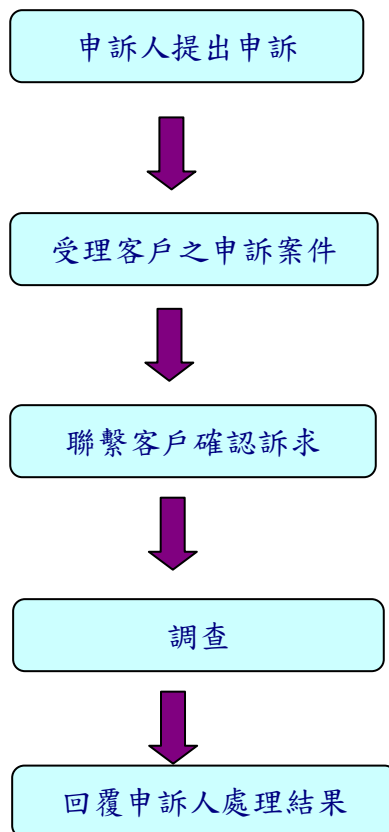 申訴人提出申訴
受理客戶之申訴案件
聯繫客戶確認訴求
調查
回覆申訴人處理結果